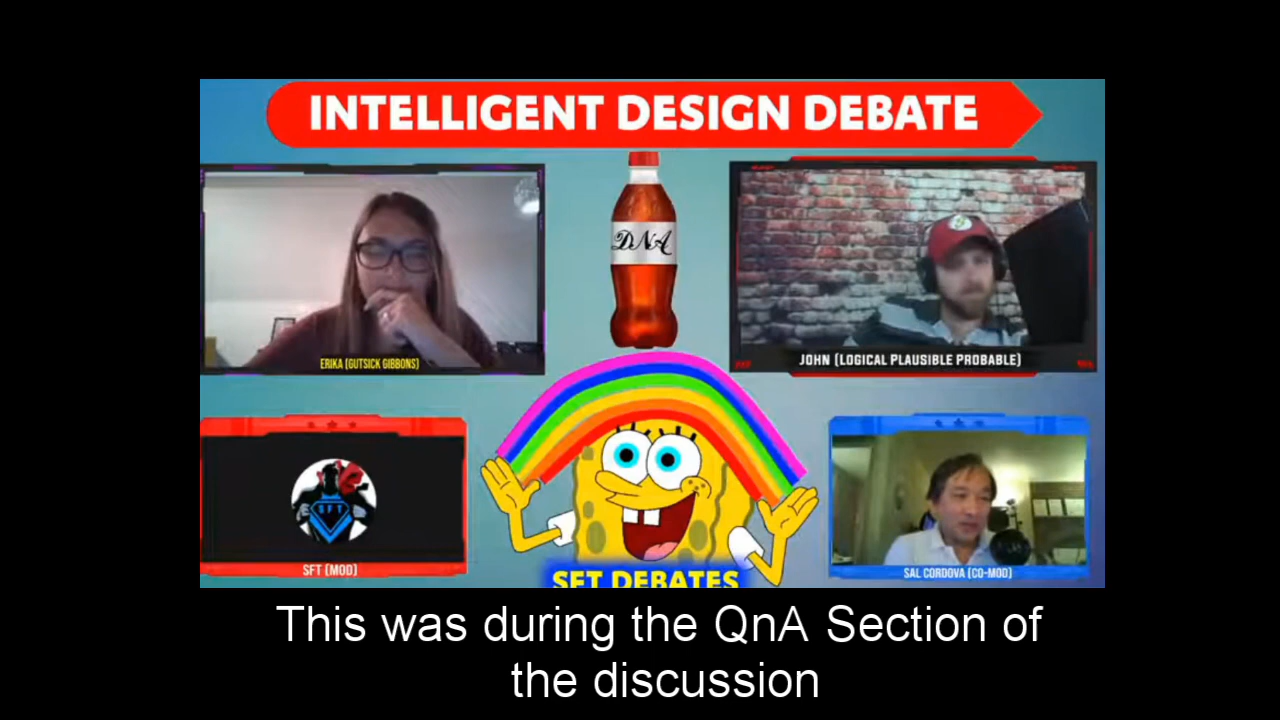 INTELLIGENT DESIGN DEBATE
DNA
ERIKA (GUTSICK GIBBONS)
JOHN (LOGICAL PLAUSIBLE PROBABLE)
SFT
SFT (MOD)
SAL CORDOVA (CO-MOD)
SFT DEBATES
This was during the QnA Section of
the discussion